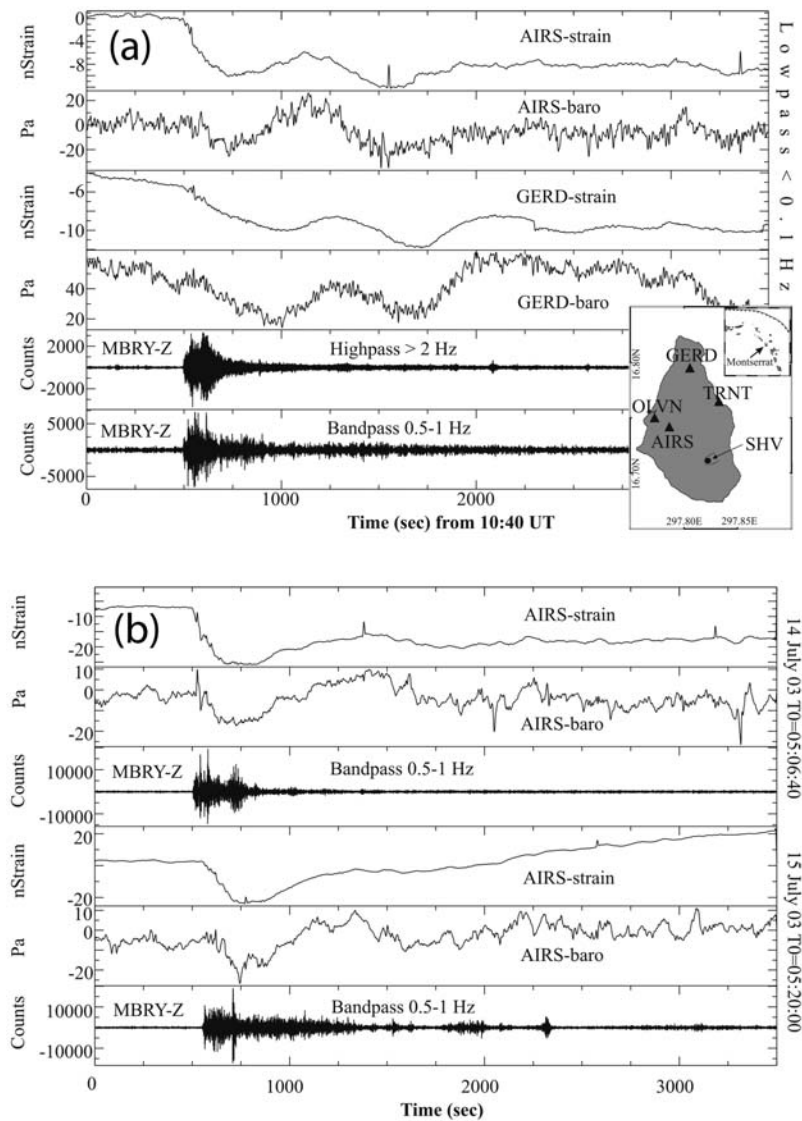 0
-4
-8
nStrain
(a)
AIRS-strain
20
0
-20
Pa
AIRS-baro
-6
-10
nStrain
GERD-strain
40
20
Pa
GERD-baro
2000
0
-2000
Counts
MBRY-Z
Highpass > 2 Hz
5000
0
-5000
Counts
MBRY-Z
Bandpass 0.5-1 Hz
0
1000
2000
Time (sec) from 10:40 UT
Lowpass < 0.1 Hz
Montserrat
GERD
TRNT
OLVN
AIRS
SHV
16.80N
16.70N
297.80E
297.85E
-10
-20
nStrain
(b)
AIRS-strain
10
0
-20
Pa
AIRS-baro
10000
0
-10000
Counts
MBRY-Z
Bandpass 0.5-1 Hz
14 July 03 T0=05:06:40
20
-20
nStrain
AIRS-strain
10
0
-20
Pa
AIRS-baro
10000
-10000
Counts
MBRY-Z
Bandpass 0.5-1 Hz
15 July 03 T0=05:20:00
0
1000
2000
3000
Time (sec)